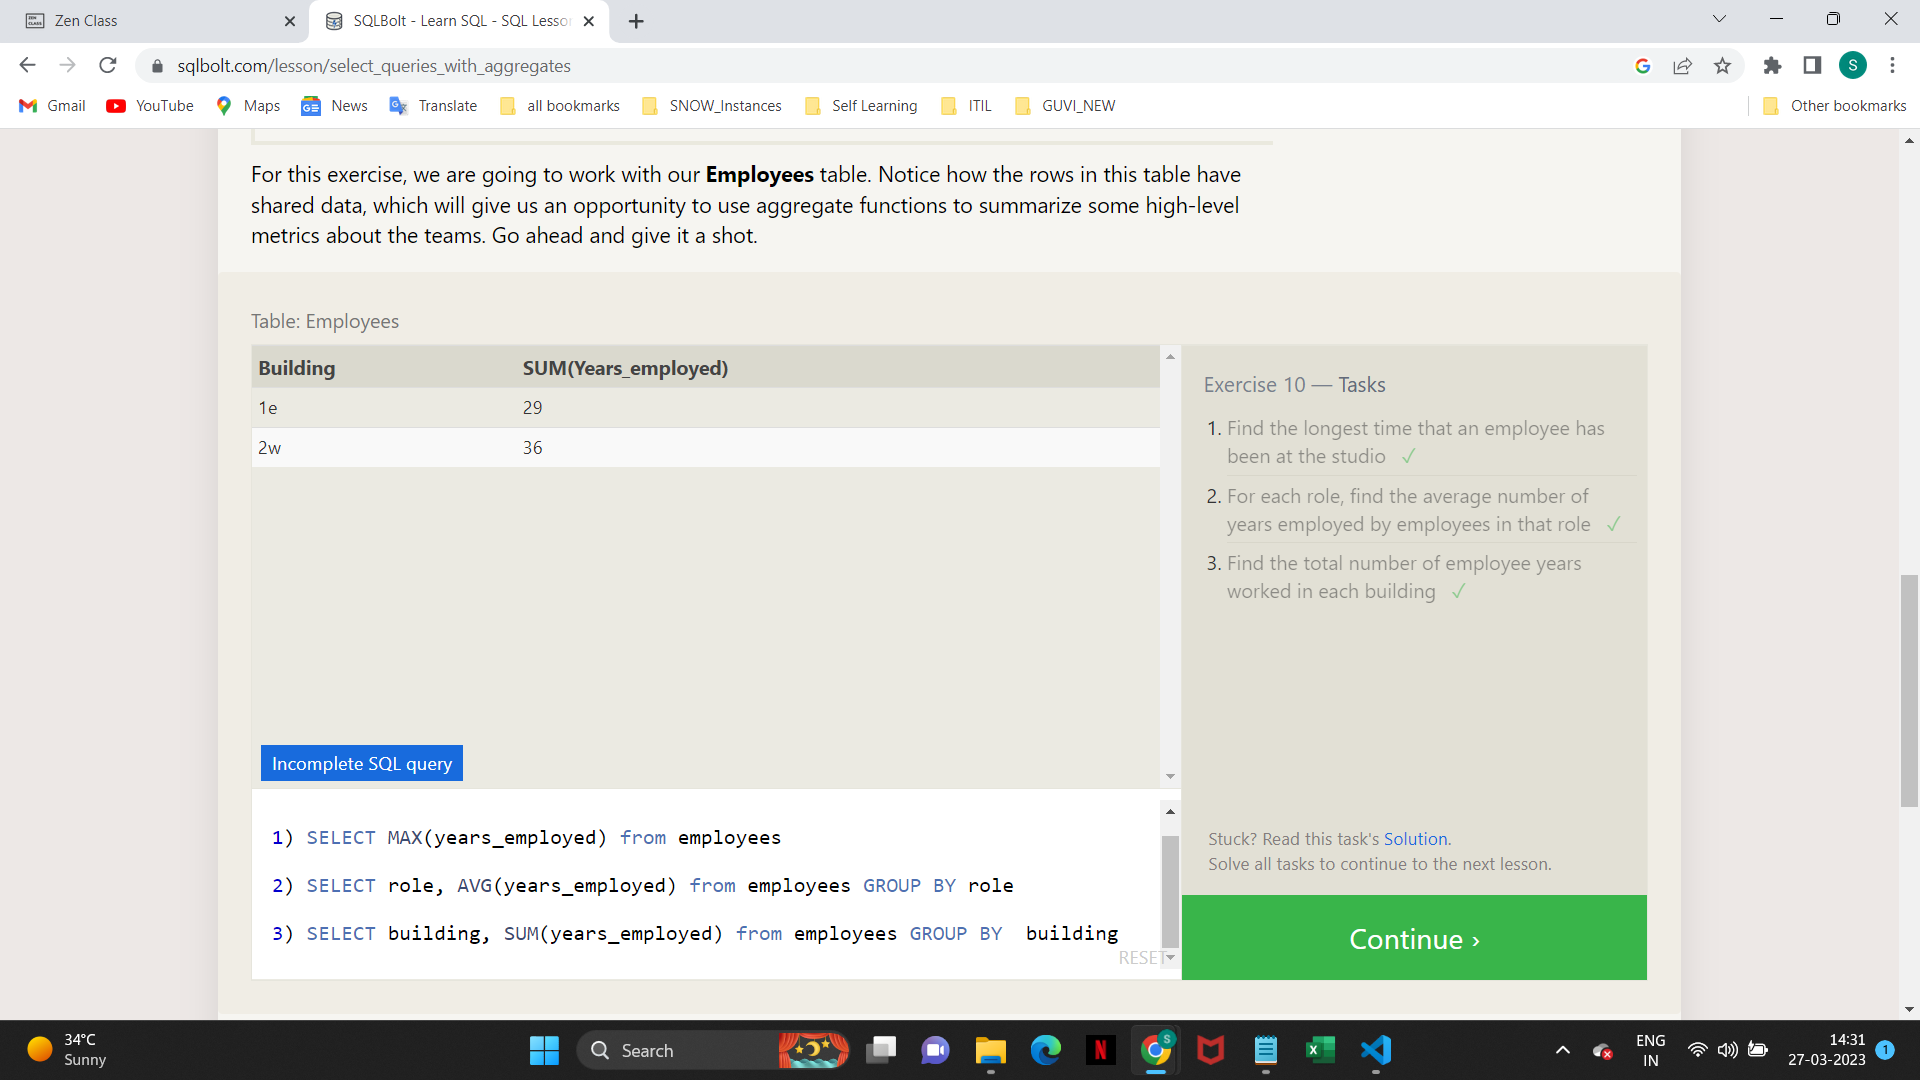 Zen Class
SQLBolt - Learn SQL - SQL Lesso
sqlbolt.com/lesson/select_queries_with_aggregates
S
Gmail YouTube Maps News Translate all bookmarks SNOW_Instances Self Learning ITIL GUVI_NEW Other bookmarks
For this exercise, we are going to work with our Employees table. Notice how the rows in this table have
shared data, which will give us an opportunity to use aggregate functions to summarize some high-level
metrics about the teams. Go ahead and give it a shot.
Table: Employees
Building SUM(Years_employed)
1e 29
2w 36
Incomplete SQL query
1) SELECT MAX(years_employed) from employees
2) SELECT role, AVG(years_employed) from employees GROUP BY role
3) SELECT building, SUM(years_employed) from employees GROUP BY building
RESET
Exercise 10 — Tasks
1. Find the longest time that an employee has
been at the studio ✓
2. For each role, find the average number of
years employed by employees in that role ✓
3. Find the total number of employee years
worked in each building ✓
Stuck? Read this task's Solution.
Solve all tasks to continue to the next lesson.
Continue ›
34°C
Sunny
Search
ENG
IN
14:31
27-03-2023
1